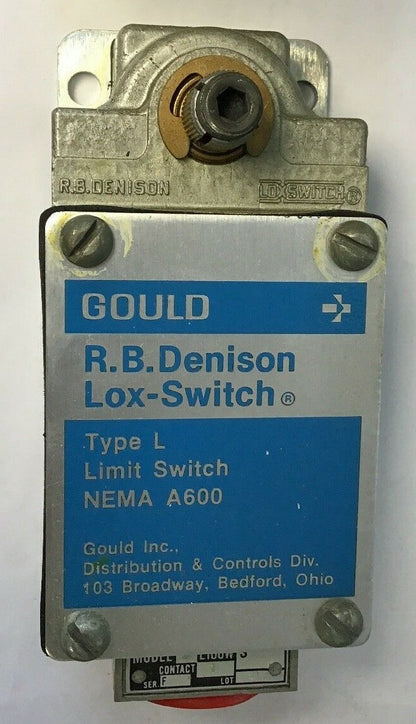 R.B.DENISON LOXSWITCH®
GOULD
R.B.Denison
Lox-Switch®
Type L
Limit Switch
NEMA A600
Gould Inc.,
Distribution & Controls Div.
103 Broadway, Bedford, Ohio
MODEL L100W S
CONTACT
SER. F LOT